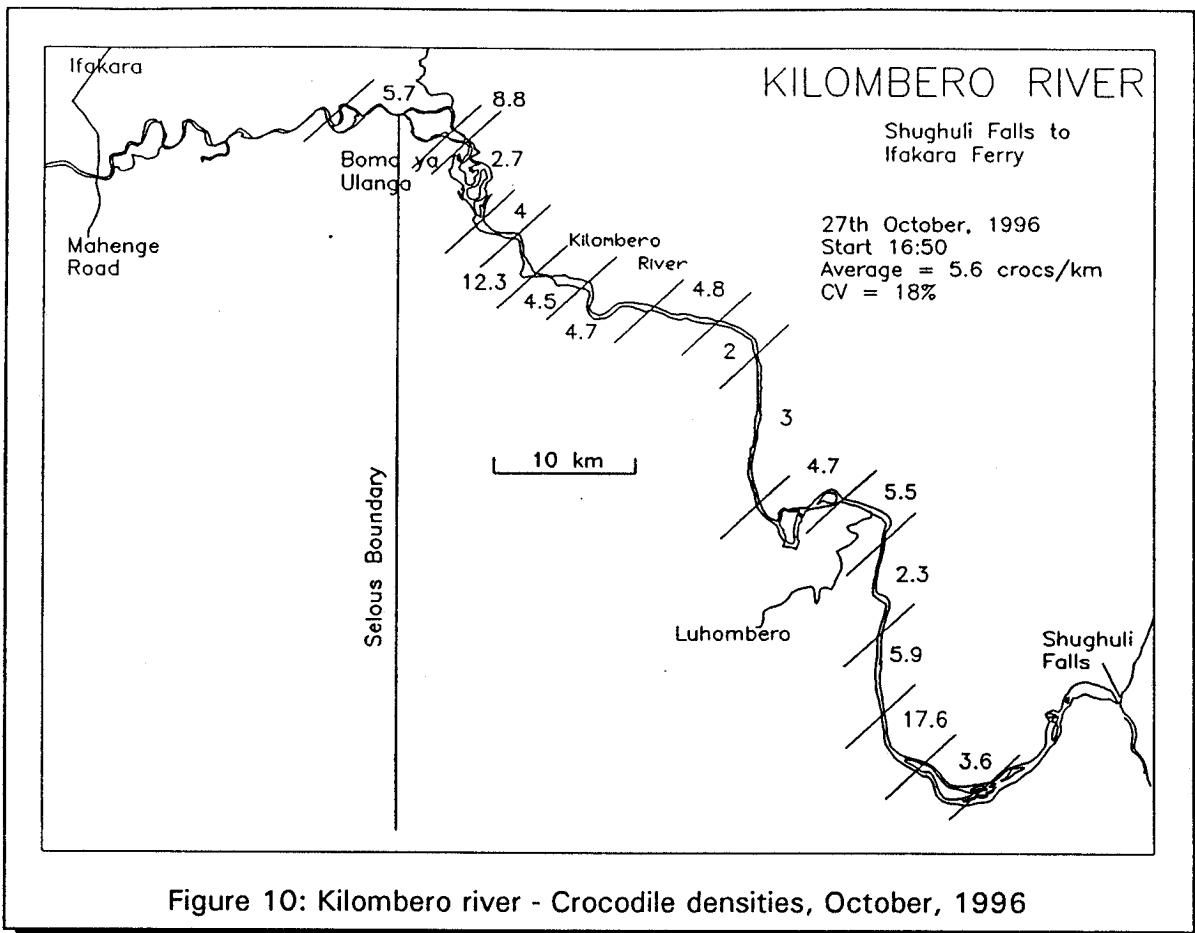 KILOMBERO RIVER
Shughuli Falls to
Ifakara Ferry
27th October, 1996
Start 16:50
Average = 5.6 crocs/km
CV = 18%
Ifakara
5.7
8.8
Boma ya
Ulanga
2.7
Mahenge
Road
4
Kilombero
River
12.3
4.5
4.7
4.8
2
3
10 km
4.7
5.5
Selous Boundary
2.3
Luhombero
5.9
Shughuli
Falls
17.6
3.6
Figure 10: Kilombero river - Crocodile densities, October, 1996